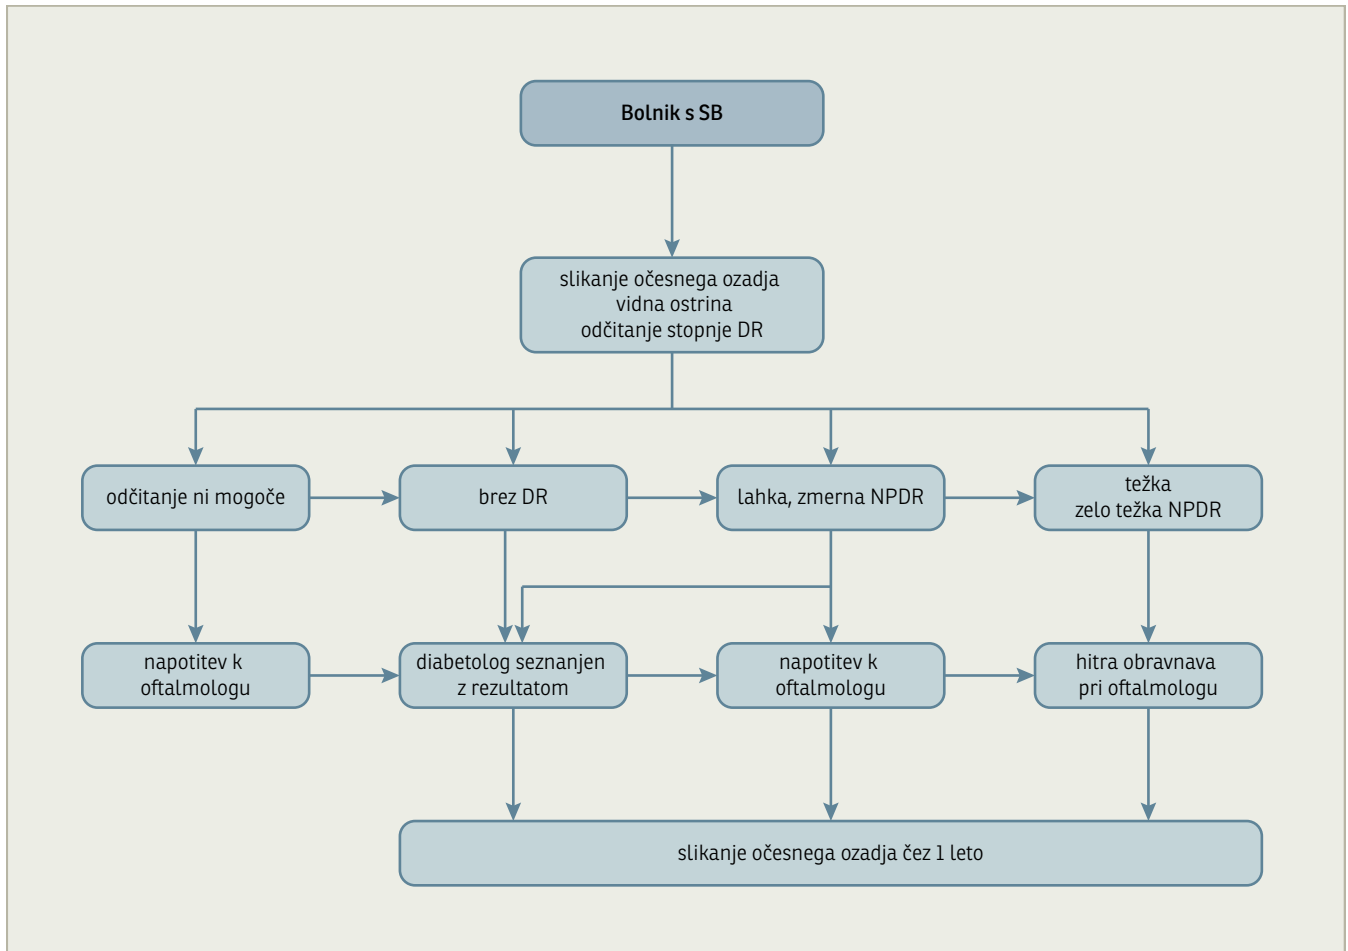 Bolnik s SB
slikanje očesnega ozadja
vidna ostrina
odčitanje stopnje DR
odčitanje ni mogoče
brez DR
lahka, zmerna NPDR
težka
zelo težka NPDR
napotitev k
oftalmologu
diabetolog seznanjen
z rezultatom
napotitev k
oftalmologu
hitra obravnava
pri oftalmologu
slikanje očesnega ozadja čez 1 leto